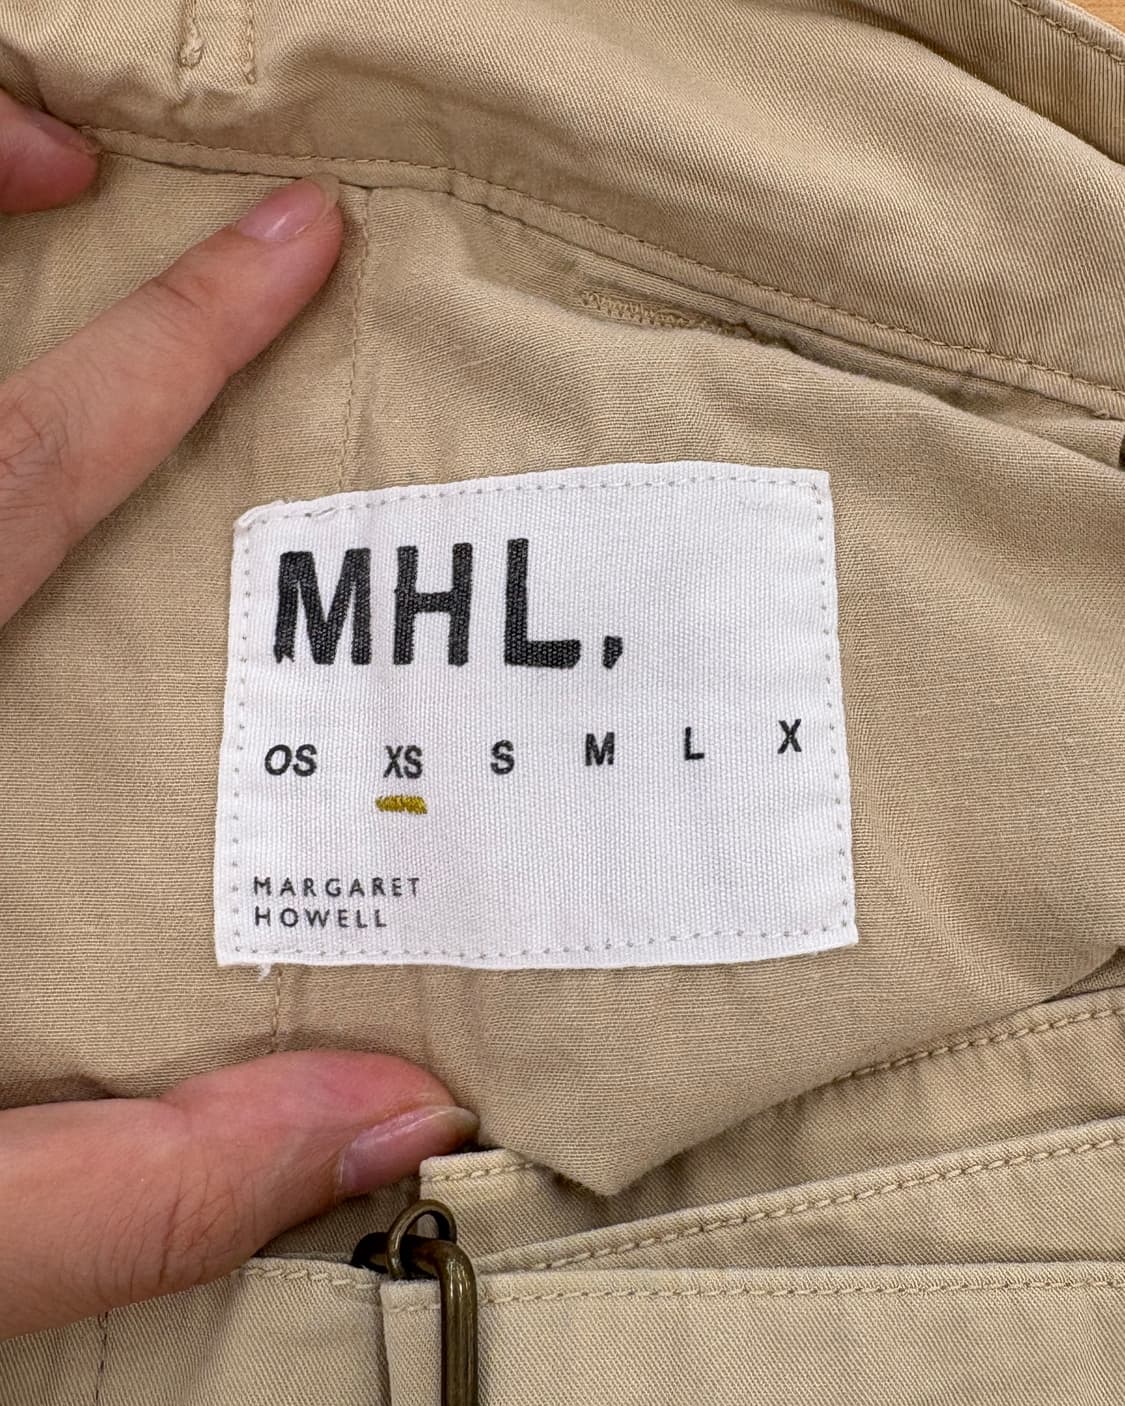 MHL,
OS XS S M L X
MARGARET
HOWELL